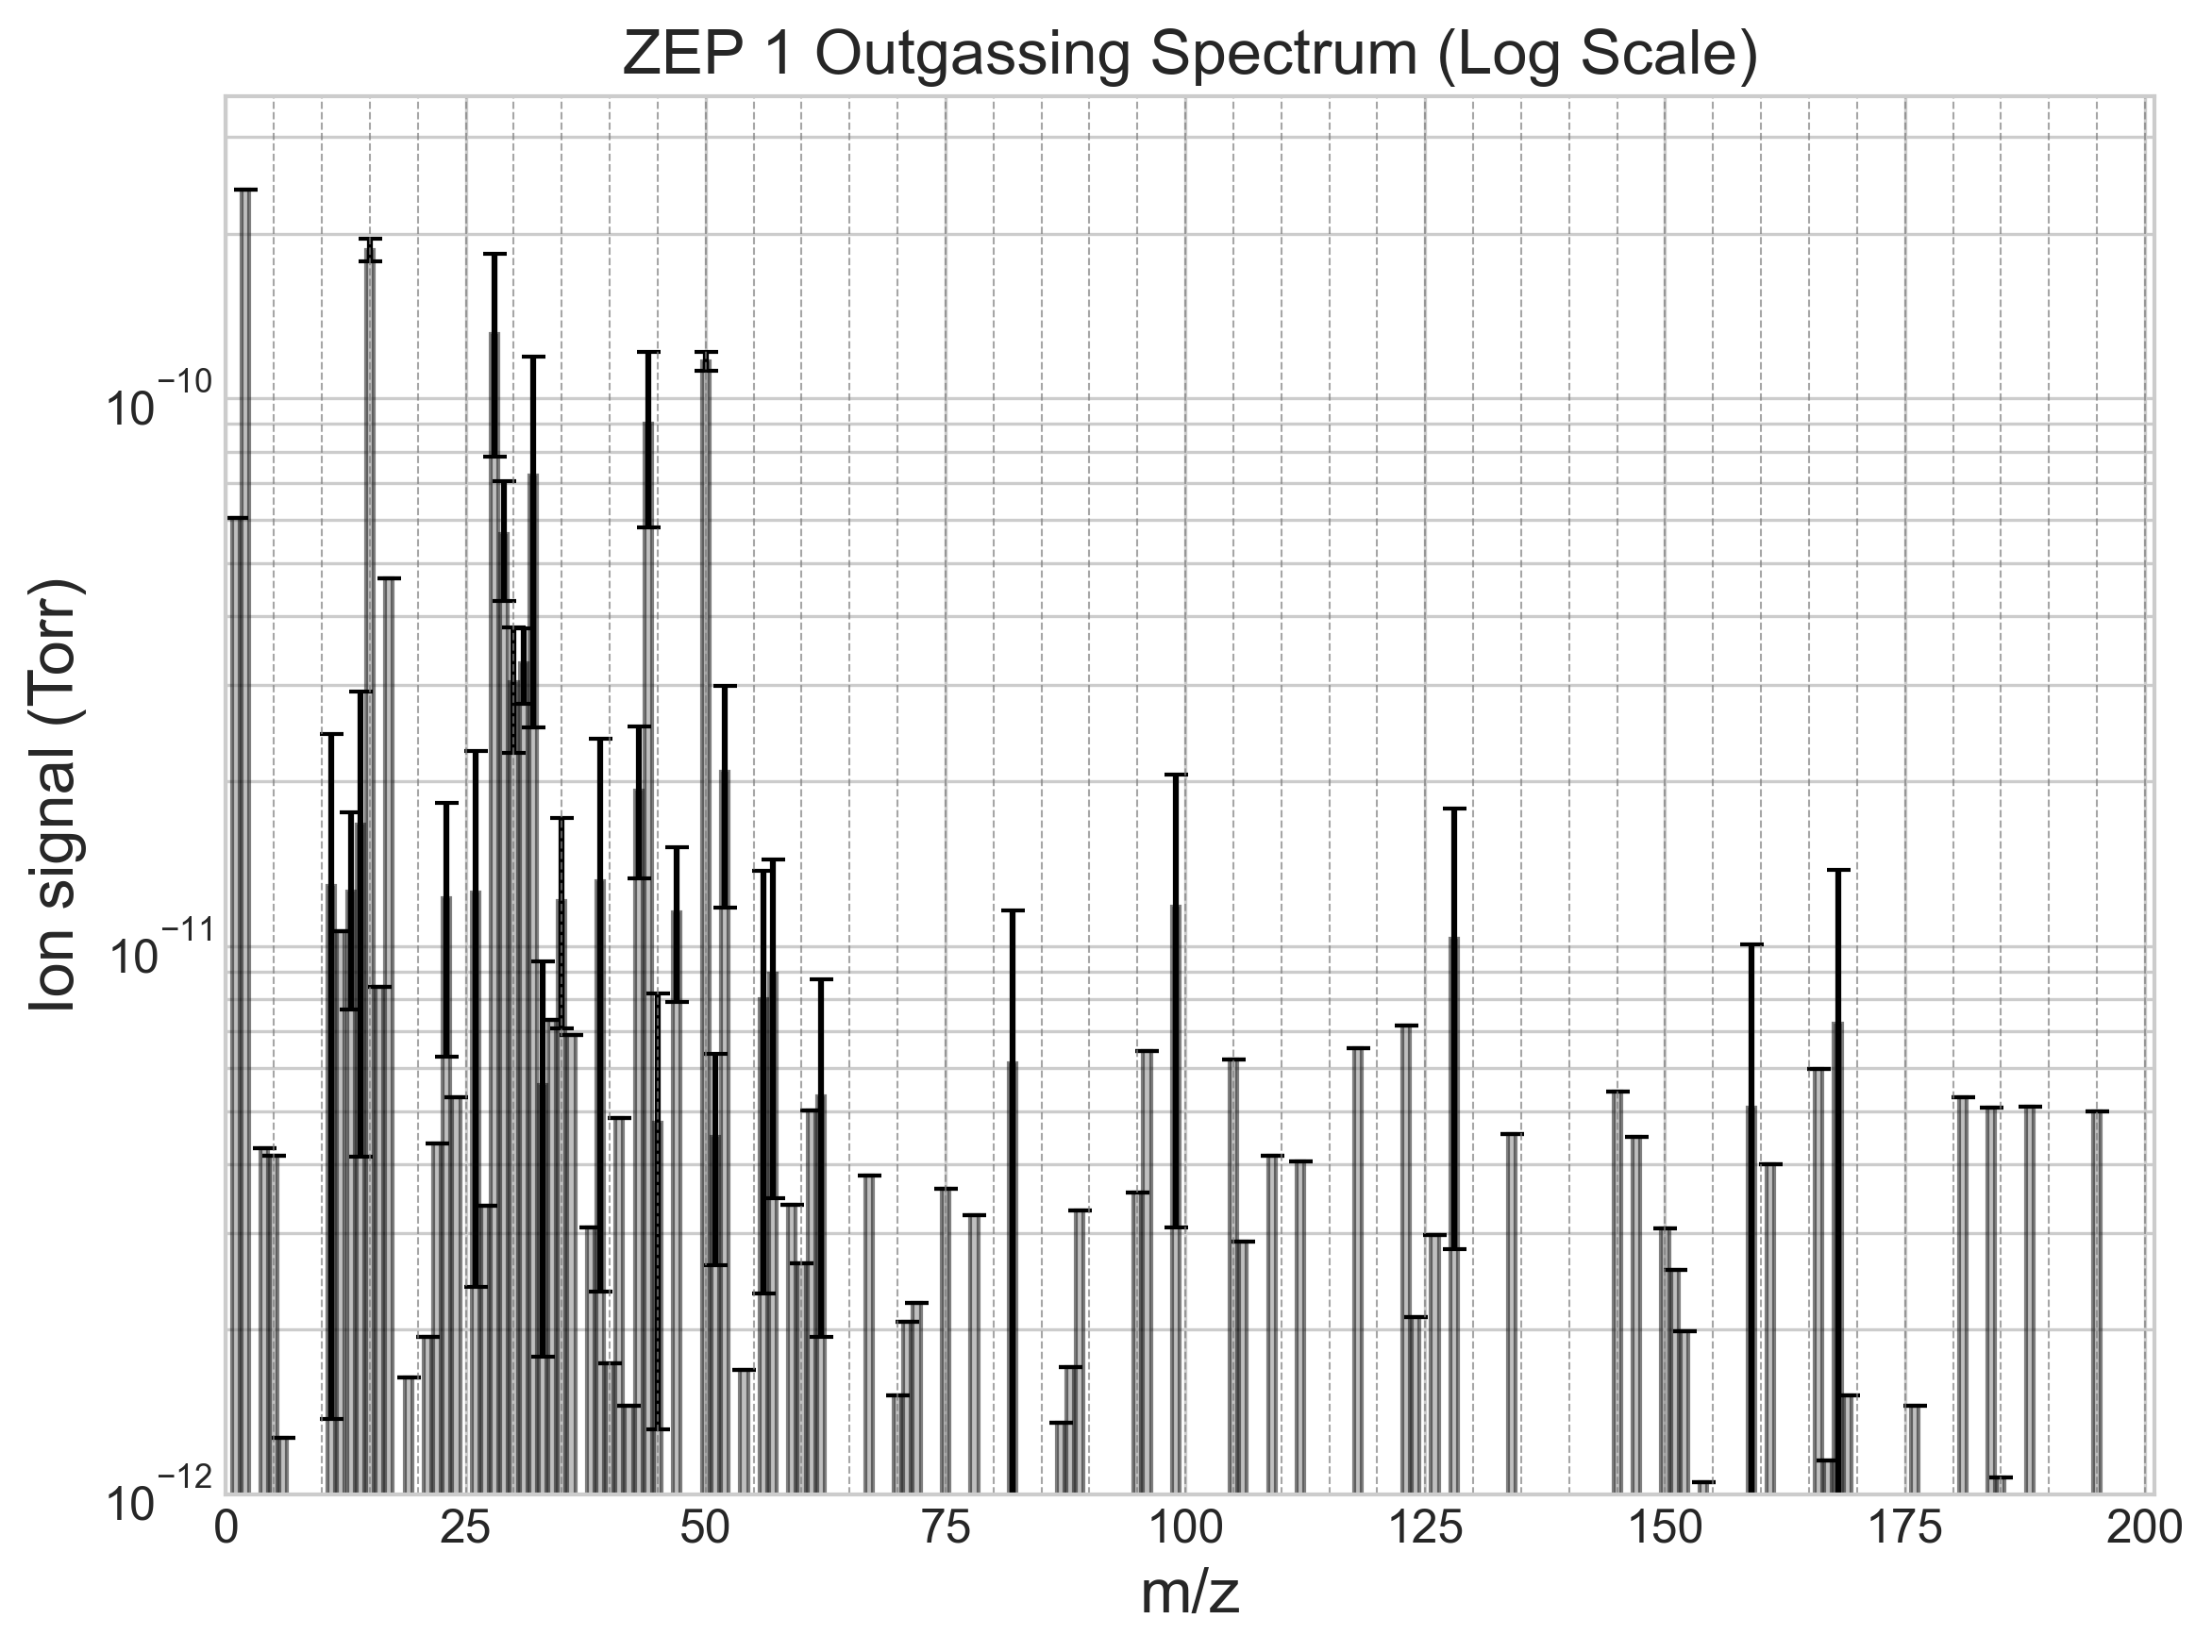 ZEP 1 Outgassing Spectrum (Log Scale)
Ion signal (Torr)
10⁻¹⁰
10⁻¹¹
10⁻¹²
0 25 50 75 100 125 150 175 200
m/z